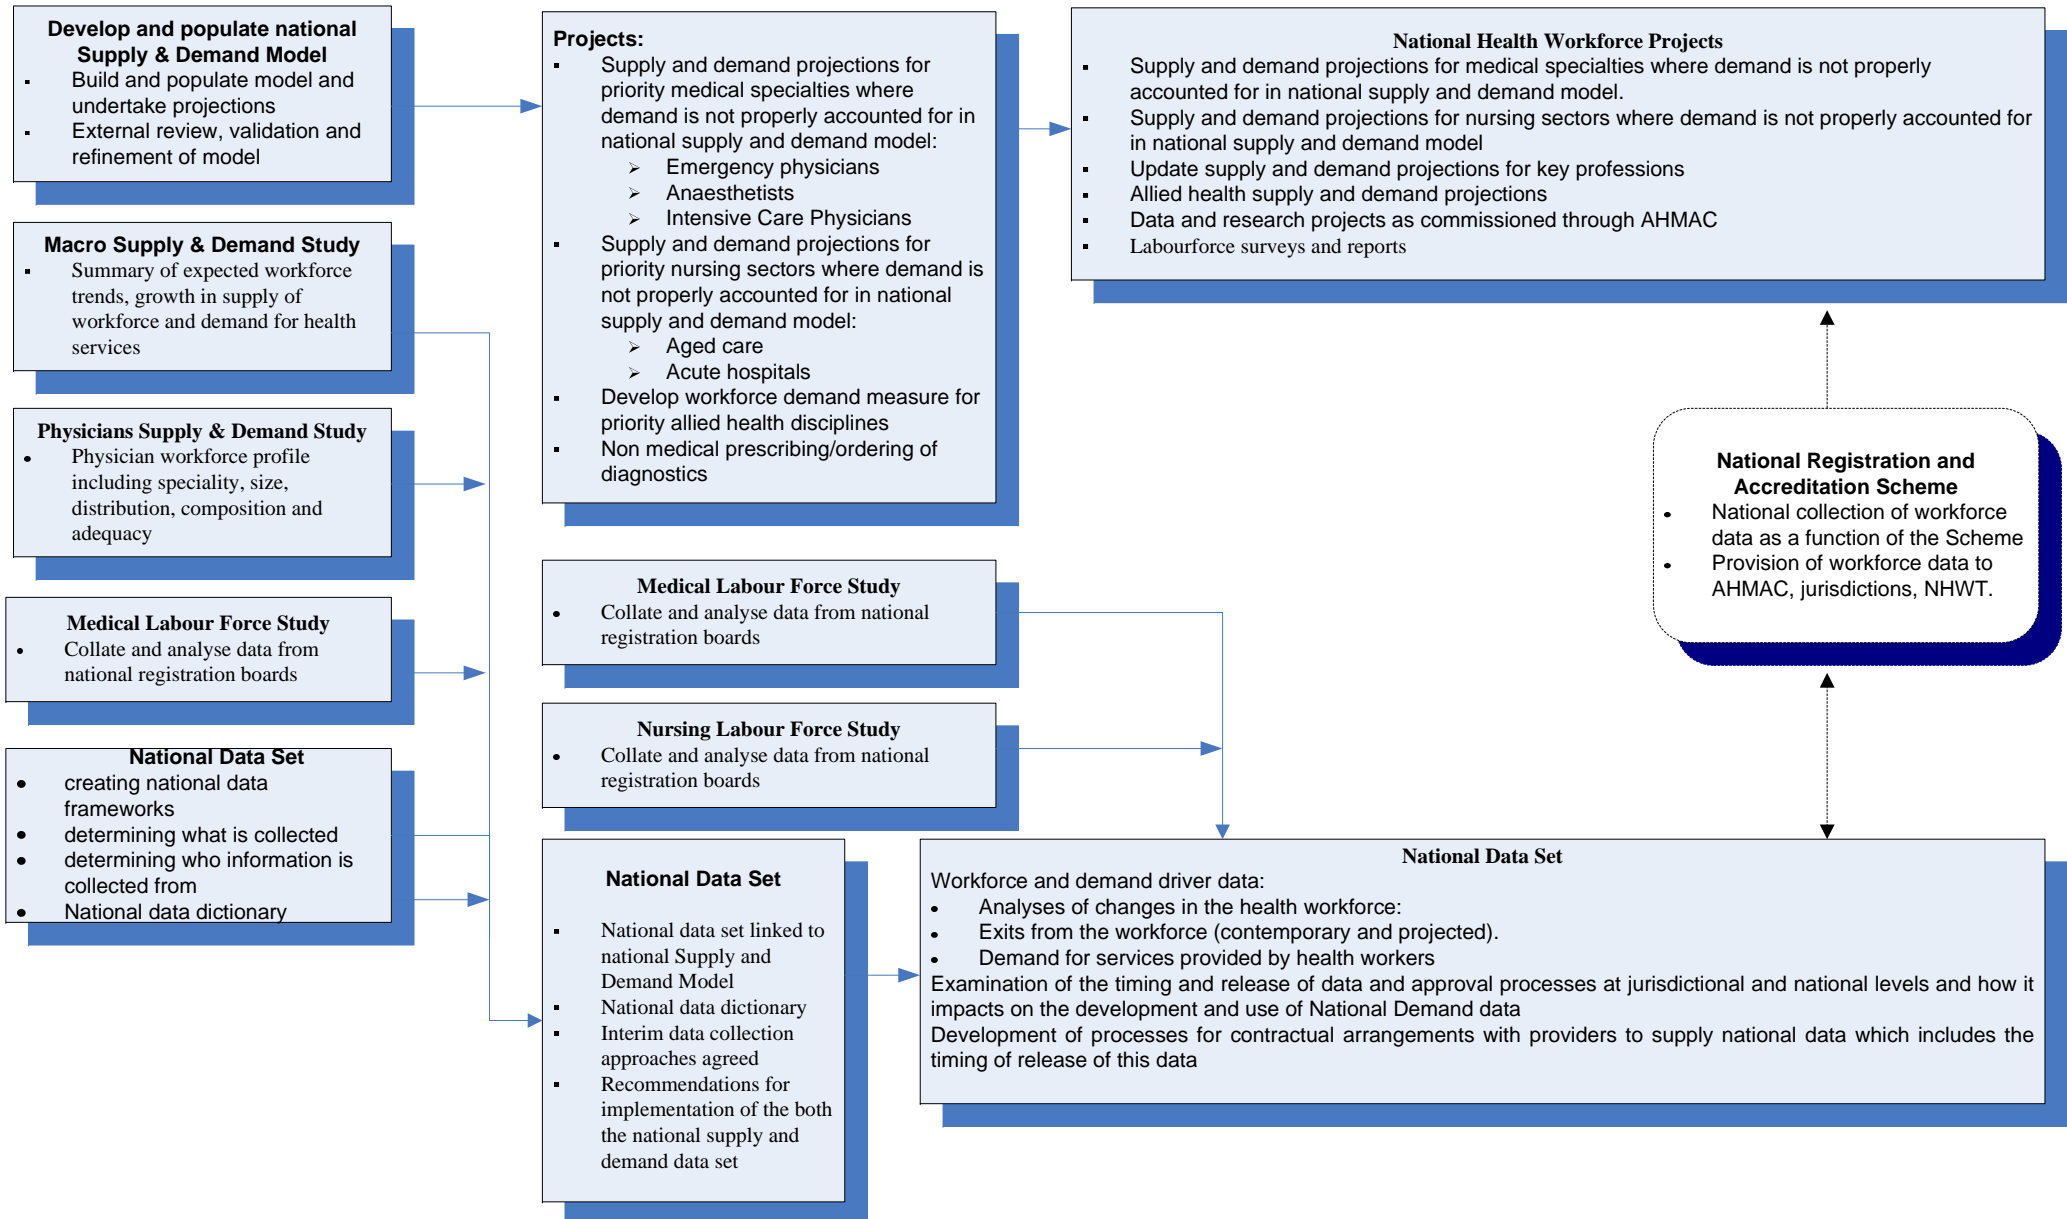 Develop and populate national
Supply & Demand Model
▪ Build and populate model and
undertake projections
▪ External review, validation and
refinement of model
Macro Supply & Demand Study
▪ Summary of expected workforce
trends, growth in supply of
workforce and demand for health
services
Physicians Supply & Demand Study
• Physician workforce profile
including speciality, size,
distribution, composition and
adequacy
Medical Labour Force Study
• Collate and analyse data from
national registration boards
National Data Set
• creating national data
frameworks
• determining what is collected
• determining who information is
collected from
• National data dictionary
Projects:
▪ Supply and demand projections for
priority medical specialties where
demand is not properly accounted for in
national supply and demand model:
➢ Emergency physicians
➢ Anaesthetists
➢ Intensive Care Physicians
▪ Supply and demand projections for
priority nursing sectors where demand is
not properly accounted for in national
supply and demand model:
➢ Aged care
➢ Acute hospitals
▪ Develop workforce demand measure for
priority allied health disciplines
▪ Non medical prescribing/ordering of
diagnostics
Medical Labour Force Study
• Collate and analyse data from national
registration boards
Nursing Labour Force Study
• Collate and analyse data from national
registration boards
National Data Set
▪ National data set linked to
national Supply and
Demand Model
▪ National data dictionary
▪ Interim data collection
approaches agreed
▪ Recommendations for
implementation of the both
the national supply and
demand data set
National Health Workforce Projects
▪ Supply and demand projections for medical specialties where demand is not properly
accounted for in national supply and demand model.
▪ Supply and demand projections for nursing sectors where demand is not properly accounted for
in national supply and demand model
▪ Update supply and demand projections for key professions
▪ Allied health supply and demand projections
▪ Data and research projects as commissioned through AHMAC
▪ Labourforce surveys and reports
National Registration and
Accreditation Scheme
• National collection of workforce
data as a function of the Scheme
• Provision of workforce data to
AHMAC, jurisdictions, NHWT.
National Data Set
Workforce and demand driver data:
• Analyses of changes in the health workforce:
• Exits from the workforce (contemporary and projected).
• Demand for services provided by health workers
Examination of the timing and release of data and approval processes at jurisdictional and national levels and how it
impacts on the development and use of National Demand data
Development of processes for contractual arrangements with providers to supply national data which includes the
timing of release of this data